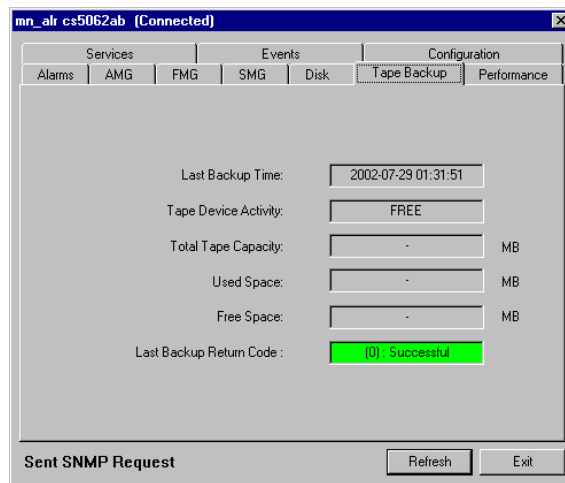 mn_alr cs5062ab (Connected)
Services Events Configuration
Alarms AMG FMG SMG Disk Tape Backup Performance
Last Backup Time: 2002-07-29 01:31:51
Tape Device Activity: FREE
Total Tape Capacity: - MB
Used Space: - MB
Free Space: - MB
Last Backup Return Code : (0) : Successful
Sent SNMP Request Refresh Exit